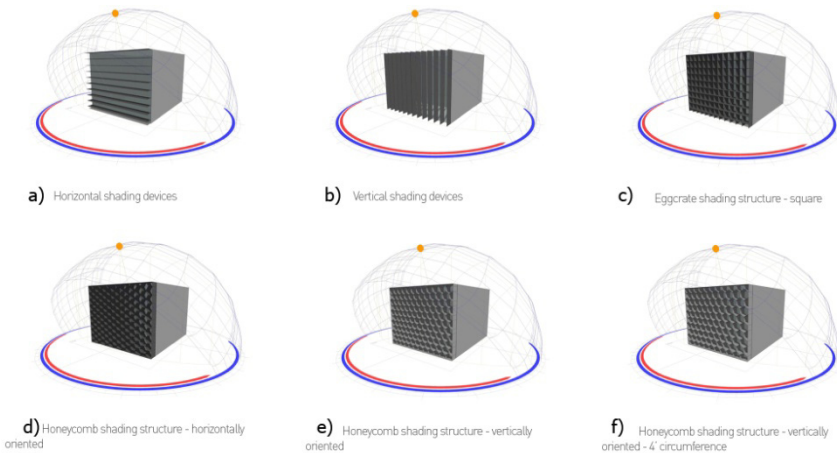 a) Horizontal shading devices
b) Vertical shading devices
c) Eggcrate shading structure - square
d) Honeycomb shading structure - horizontally
oriented
e) Honeycomb shading structure - vertically
oriented
f) Honeycomb shading structure - vertically
oriented - 4' circumference